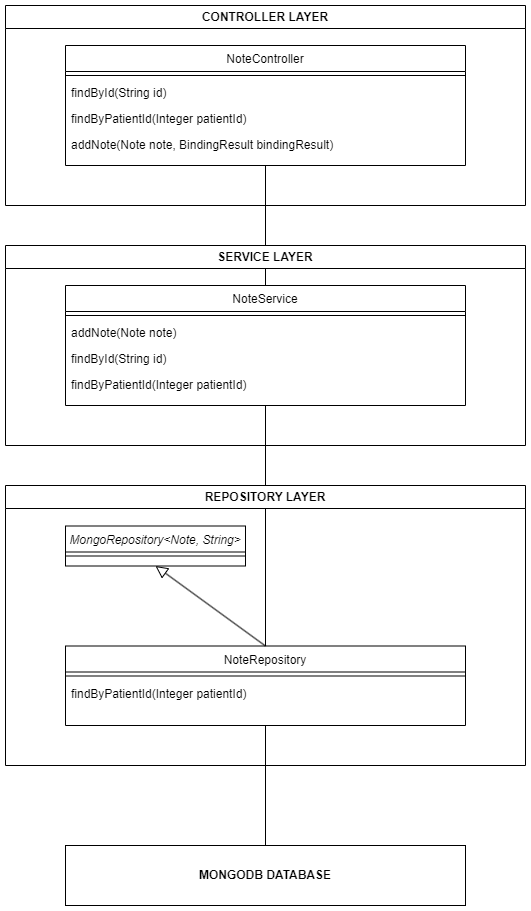 CONTROLLER LAYER
NoteController
findById(String id)
findByPatientId(Integer patientId)
addNote(Note note, BindingResult bindingResult)
SERVICE LAYER
NoteService
addNote(Note note)
findById(String id)
findByPatientId(Integer patientId)
REPOSITORY LAYER
MongoRepository<Note, String>
NoteRepository
findByPatientId(Integer patientId)
MONGODB DATABASE